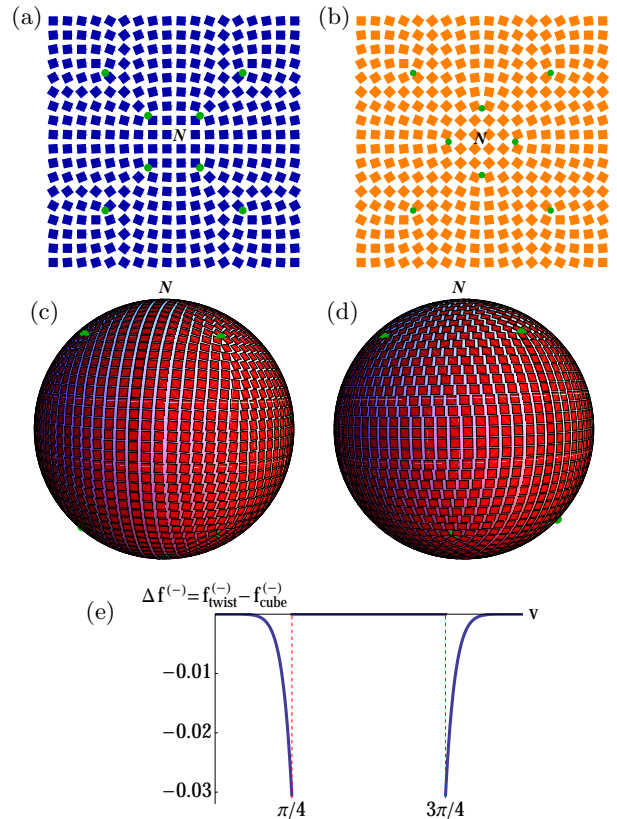 (a) (b)
N N
N N
(c) (d)
(e) Δf⁽⁻⁾=f⁽⁻⁾twist−f⁽⁻⁾cube
v
−0.01
−0.02
−0.03
π/4 3π/4